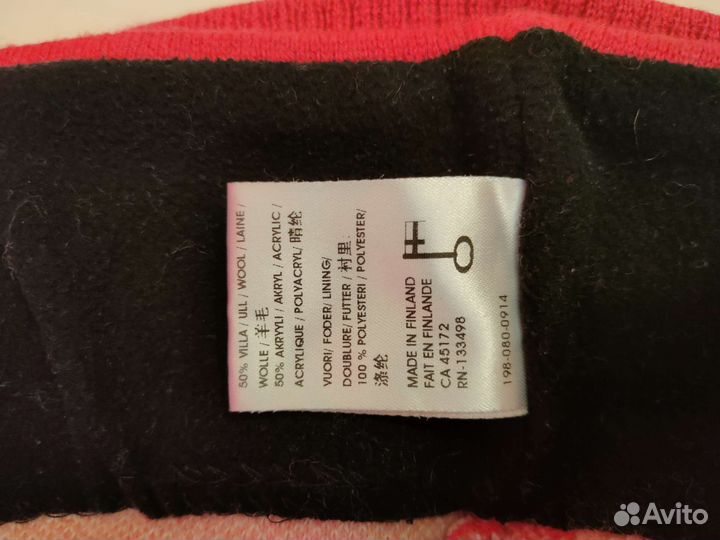 50% VILLA / ULL / WOOL / LAINE /
WOLLE / 羊毛
50% AKRYYLI / AKRYL / ACRYLIC /
ACRYLIQUE / POLYACRYL/ 晴纶
VUORI/ FODER/ LINING/
DOUBLURE/ FUTTER / 衬里:
100 % POLYESTERI / POLYESTER/
涤纶
MADE IN FINLAND
FAIT EN FINLANDE
CA 45172
RN-133498
198-080-0914
Avito